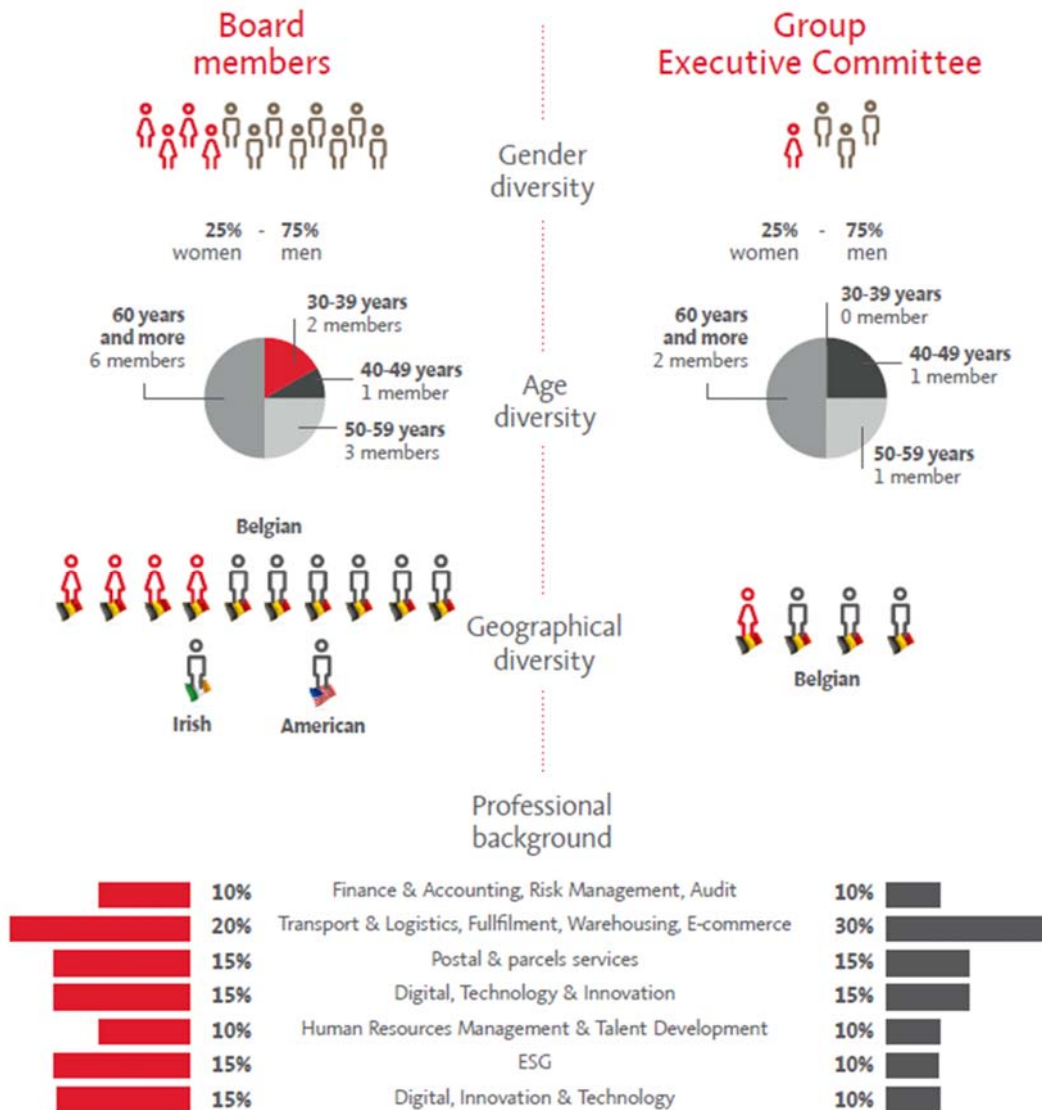 Board
members
Group
Executive Committee
Gender
diversity
25% - 75%
women men
25% - 75%
women men
60 years
and more
6 members
30-39 years
2 members
40-49 years
1 member
50-59 years
3 members
Age
diversity
60 years
and more
2 members
30-39 years
0 member
40-49 years
1 member
50-59 years
1 member
Belgian
Irish
American
Geographical
diversity
Belgian
Professional
background
10% Finance & Accounting, Risk Management, Audit 10%
20% Transport & Logistics, Fullfilment, Warehousing, E-commerce 30%
15% Postal & parcels services 15%
15% Digital, Technology & Innovation 15%
10% Human Resources Management & Talent Development 10%
15% ESG 10%
15% Digital, Innovation & Technology 10%